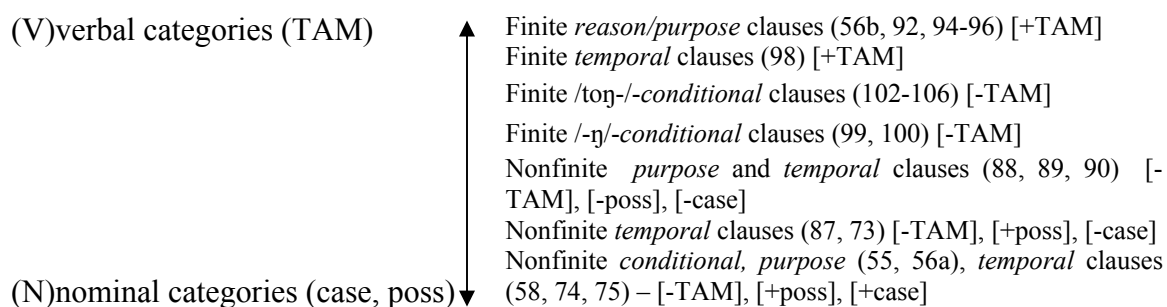 (V)verbal categories (TAM)
Finite reason/purpose clauses (56b, 92, 94-96) [+TAM]
Finite temporal clauses (98) [+TAM]
Finite /toŋ-/-conditional clauses (102-106) [-TAM]
Finite /-ŋ/-conditional clauses (99, 100) [-TAM]
Nonfinite purpose and temporal clauses (88, 89, 90) [-
TAM], [-poss], [-case]
Nonfinite temporal clauses (87, 73) [-TAM], [+poss], [-case]
Nonfinite conditional, purpose (55, 56a), temporal clauses
(58, 74, 75) – [-TAM], [+poss], [+case]
(N)nominal categories (case, poss)